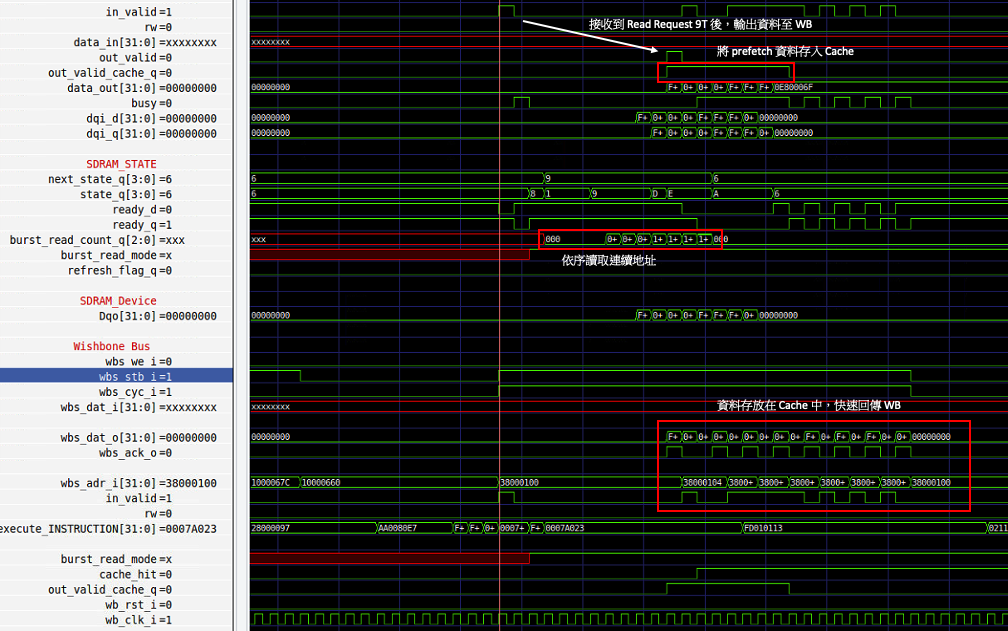 in_valid=1
rw=0
data_in[31:0]=xxxxxxxx
out_valid=0
out_valid_cache_q=0
data_out[31:0]=00000000
busy=0
dqi_d[31:0]=00000000
dqi_q[31:0]=00000000
SDRAM_STATE
next_state_q[3:0]=6
state_q[3:0]=6
ready_d=0
ready_q=1
burst_read_count_q[2:0]=xxx
burst_read_mode=x
refresh_flag_q=0
SDRAM_Device
Dqo[31:0]=00000000
Wishbone Bus
wbs_we_i=0
wbs_stb_i=1
wbs_cyc_i=1
wbs_dat_i[31:0]=xxxxxxxx
wbs_dat_o[31:0]=00000000
wbs_ack_o=0
wbs_adr_i[31:0]=38000100
in_valid=1
rw=0
execute_INSTRUCTION[31:0]=0007A023
burst_read_mode=x
cache_hit=0
out_valid_cache_q=0
wb_rst_i=0
wb_clk_i=1
接收到 Read Request 9T 後，輸出資料至 WB
xxxxxxxx
將 prefetch 資料存入 Cache
00000000 F+ 0+ 0+ 0+ F+ F+ F+ 0E80006F
00000000 F+ 0+ 0+ 0+ F+ F+ F+ 0+ 00000000
00000000 F+ 0+ 0+ 0+ F+ F+ F+ 0+ 00000000
6 9 6
6 8 1 9 D E A 6
xxx 000 0+ 0+ 0+ 1+ 1+ 1+ 1+ 000
依序讀取連續地址
00000000 F+ 0+ 0+ 0+ F+ F+ F+ 0+ 00000000
xxxxxxxx
資料存放在 Cache 中，快速回傳 WB
00000000 F+ 0+ 0+ 0+ 0+ 0+ 0+ 0+ 0+ F+ 0+ F+ 0+ F+ 0+ 0+ 00000000
1000067C 10000660 38000100 38000104 3800+ 3800+ 3800+ 3800+ 3800+ 3800+ 38000100
28000097 AA0080E7 F+ F+ 0+ 0007+ F+ 0007A023 FD010113 0211